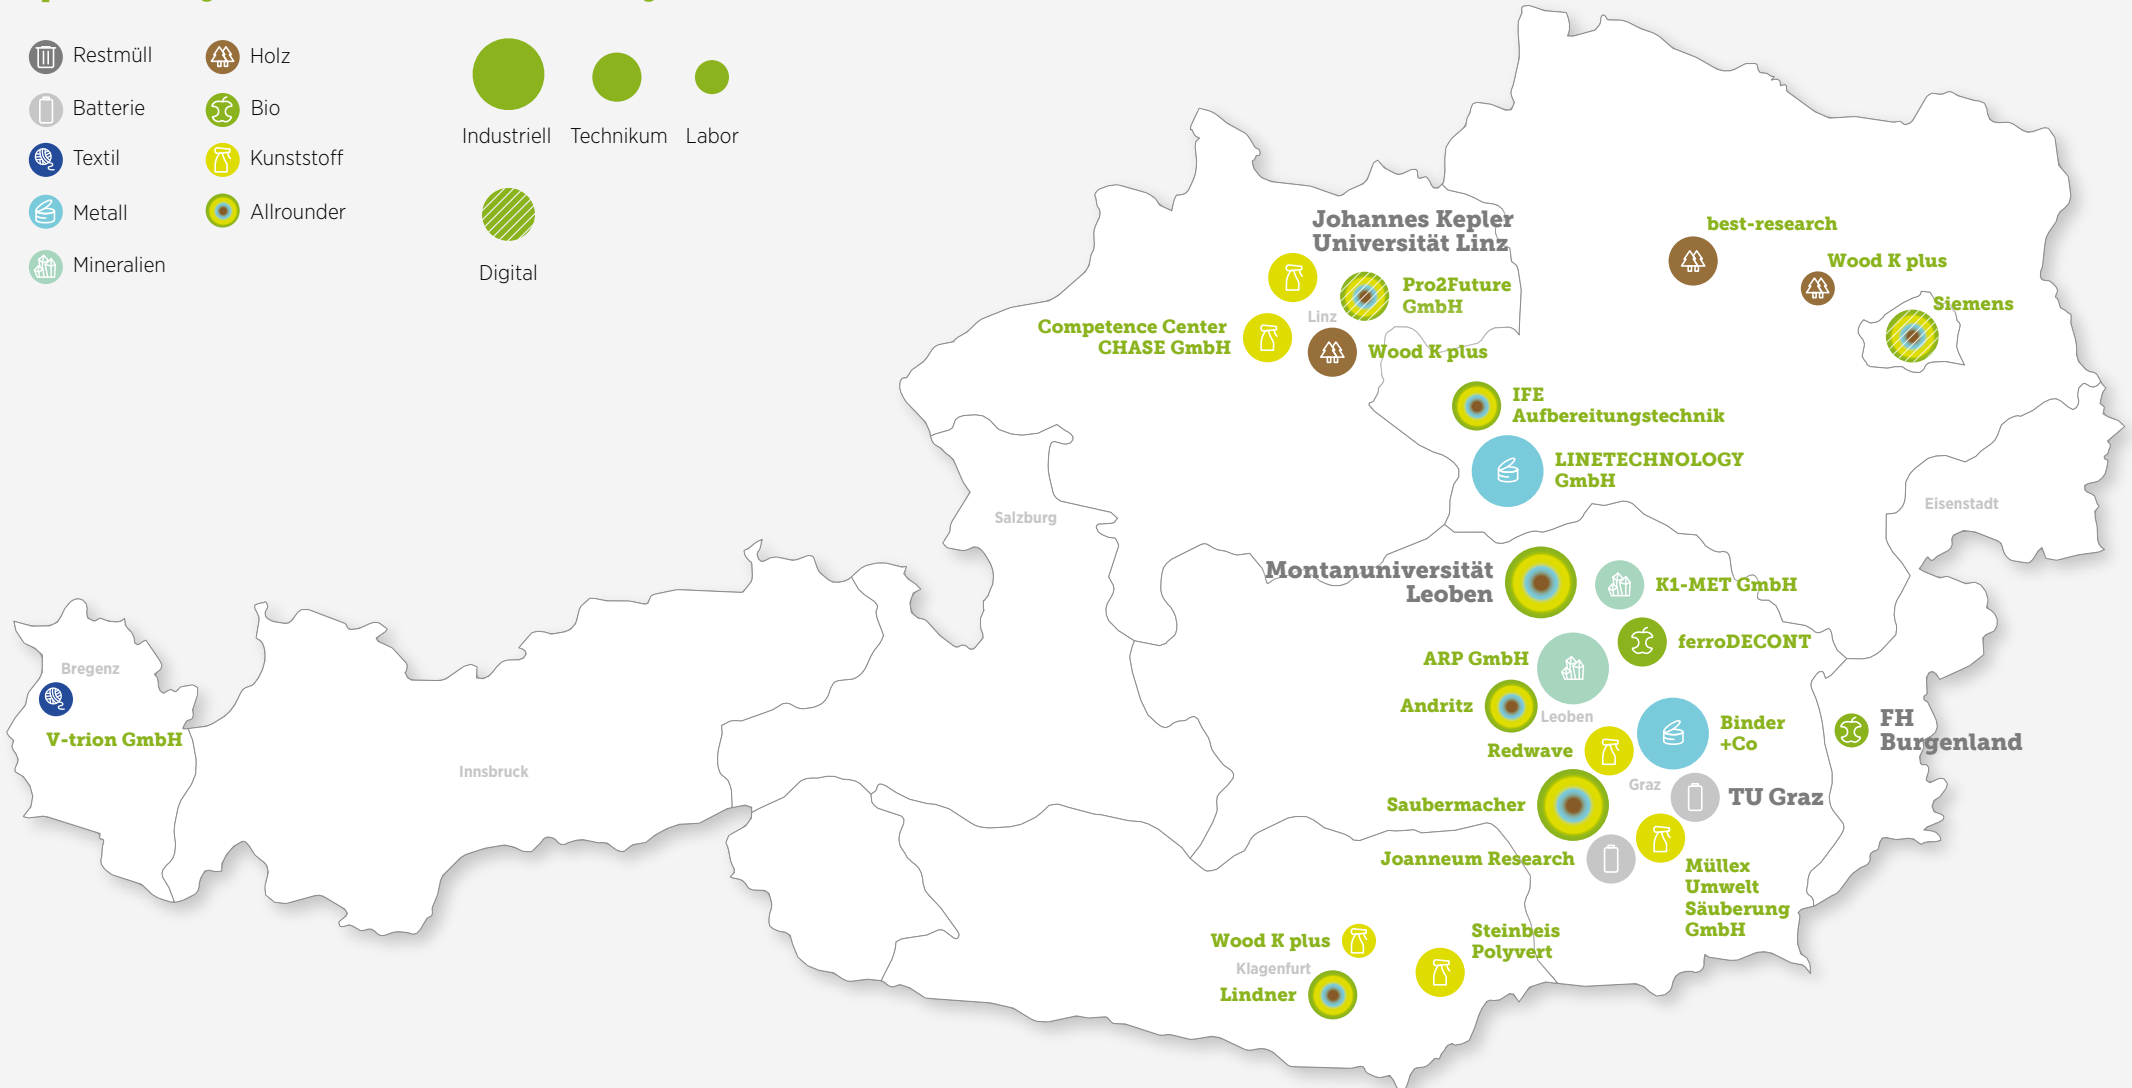 Restmüll
Batterie
Textil
Metall
Mineralien
Holz
Bio
Kunststoff
Allrounder
Industriell
Technikum
Labor
Digital
Johannes Kepler
Universität Linz
Pro2Future
GmbH
Linz
Competence Center
CHASE GmbH
Wood K plus
best-research
Wood K plus
Siemens
IFE
Aufbereitungstechnik
LINETECHNOLOGY
GmbH
Salzburg
Eisenstadt
Montanuniversität
Leoben
K1-MET GmbH
ferroDECONT
ARP GmbH
Andritz
Leoben
Redwave
Binder
+Co
Graz
TU Graz
Saubermacher
Joanneum Research
Müllex
Umwelt
Säuberung
GmbH
FH
Burgenland
Bregenz
V-trion GmbH
Innsbruck
Wood K plus
Klagenfurt
Lindner
Steinbeis
Polyvert